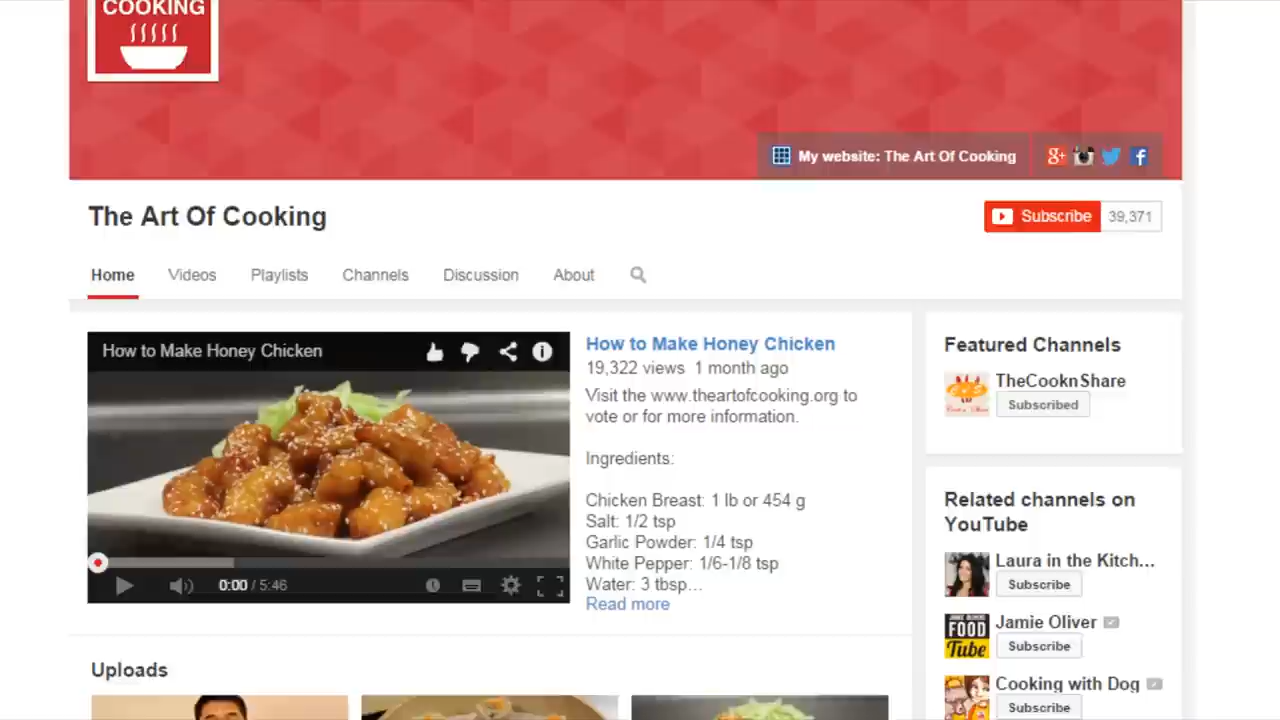 COOKING
My website: The Art Of Cooking
The Art Of Cooking
Subscribe 39,371
Home Videos Playlists Channels Discussion About
How to Make Honey Chicken
0:00 / 5:46
How to Make Honey Chicken
19,322 views 1 month ago
Visit the www.theartofcooking.org to
vote or for more information.
Ingredients:
Chicken Breast: 1 lb or 454 g
Salt: 1/2 tsp
Garlic Powder: 1/4 tsp
White Pepper: 1/6-1/8 tsp
Water: 3 tbsp...
Read more
Uploads
Featured Channels
TheCooknShare
Subscribed
Related channels on
YouTube
Laura in the Kitch...
Subscribe
FOOD
Tube
Jamie Oliver
Subscribe
Cooking with Dog
Subscribe